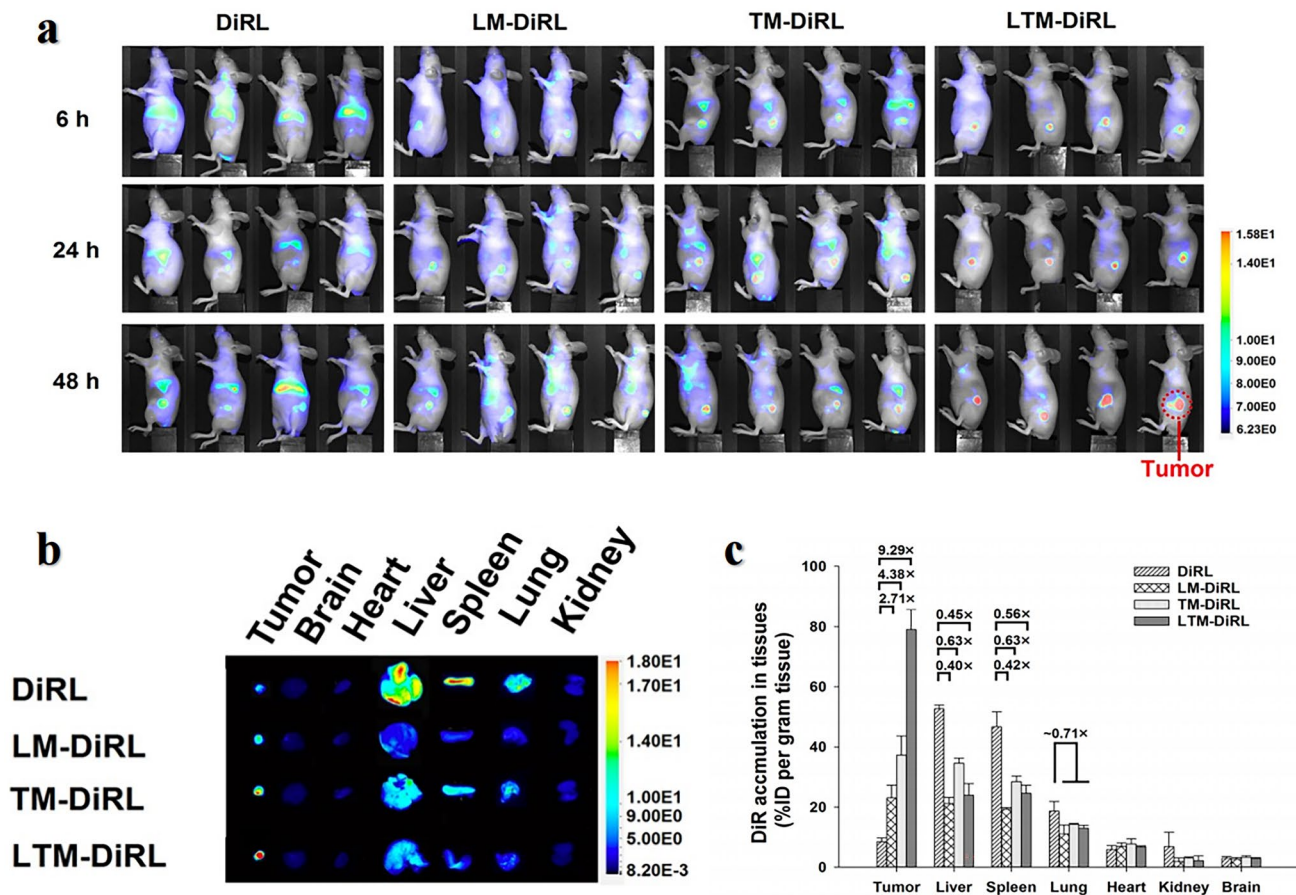 a
DiRL LM-DiRL TM-DiRL LTM-DiRL
6 h
24 h
48 h
1.58E1
1.40E1
1.00E1
9.00E0
8.00E0
7.00E0
6.23E0
Tumor
b
Tumor Brain Heart Liver Spleen Lung Kidney
DiRL
LM-DiRL
TM-DiRL
LTM-DiRL
1.80E1
1.70E1
1.40E1
1.00E1
9.00E0
5.00E0
8.20E-3
c
DiR accmulation in tissues
(%ID per gram tissue)
100
80
60
40
20
0
9.29×
4.38×
2.71×
0.45×
0.63×
0.40×
0.56×
0.63×
0.42×
~0.71×
DiRL
LM-DiRL
TM-DiRL
LTM-DiRL
Tumor Liver Spleen Lung Heart Kidney Brain